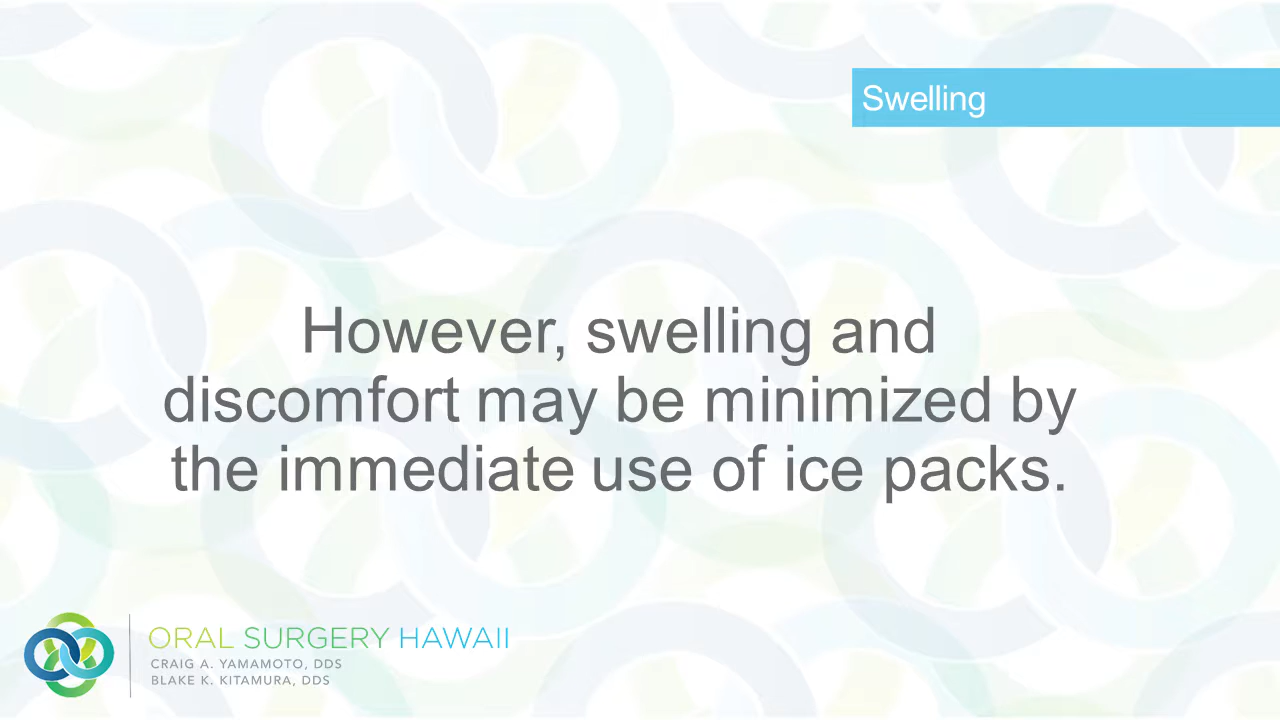 Swelling
However, swelling and
discomfort may be minimized by
the immediate use of ice packs.
ORAL SURGERY HAWAII
CRAIG A. YAMAMOTO, DDS
BLAKE K. KITAMURA, DDS